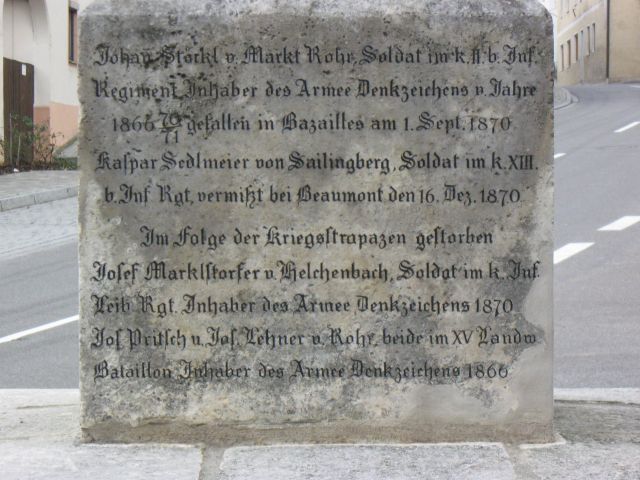 Johan Stöckl v. Markt Rohr, Soldat im k. II. b. Inf.
Regiment, Inhaber des Armee Denkzeichens v. Jahre
1866 70/71 gefallen in Bazailles am 1. Sept. 1870
Kaspar Sedlmeier von Sailingberg, Soldat im k. XIII.
b. Inf Rgt, vermißt bei Beaumont den 16. Dez. 1870
Im Folge der Kriegsstrapazen gestorben
Josef Marklstorfer v. Helchenbach, Soldat im k. Inf.
Leib Rgt. Inhaber des Armee Denkzeichens 1870
Jos Pritsch u. Jos. Lehner v. Rohr, beide im XV Landw
Bataillon, Inhaber des Armee Denkzeichens 1866